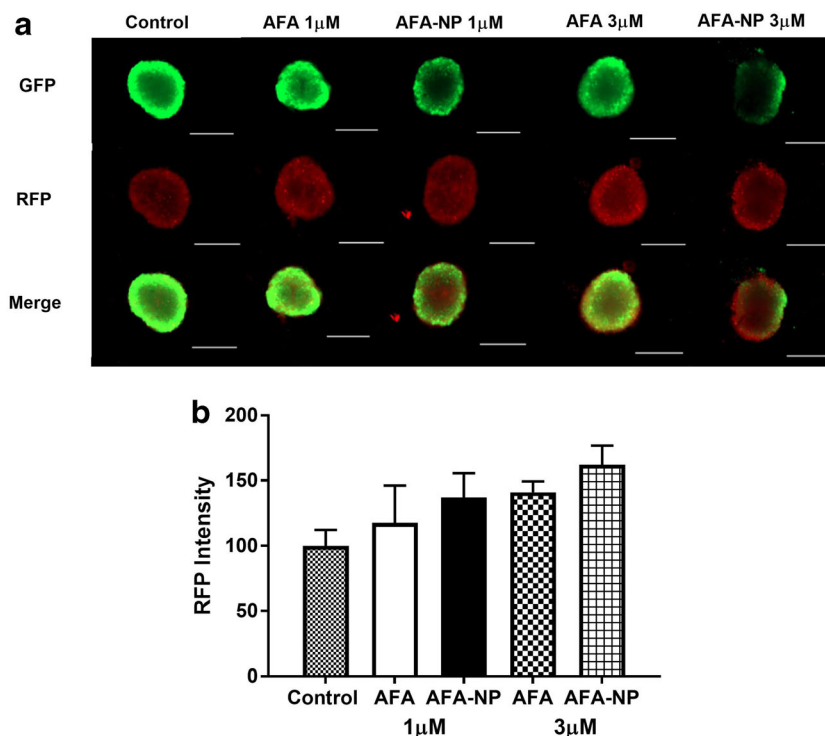 a
Control AFA 1μM AFA-NP 1μM AFA 3μM AFA-NP 3μM
GFP
RFP
Merge
b
RFP Intensity
200
150
100
50
0
Control AFA AFA-NP AFA AFA-NP
1μM 3μM